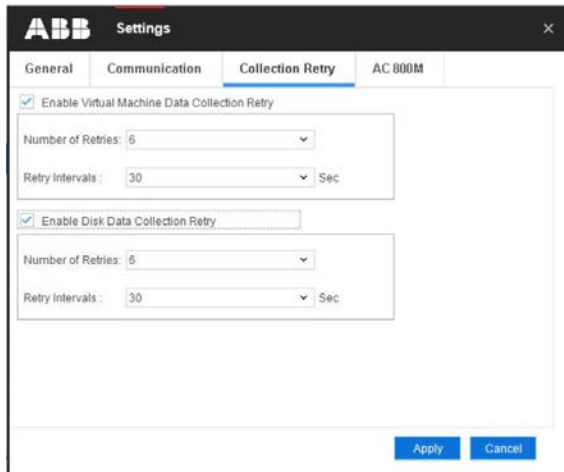 ABB Settings
General Communication Collection Retry AC 800M
Enable Virtual Machine Data Collection Retry
Number of Retries: 6
Retry Intervals : 30 Sec
Enable Disk Data Collection Retry
Number of Retries: 6
Retry Intervals : 30 Sec
Apply Cancel